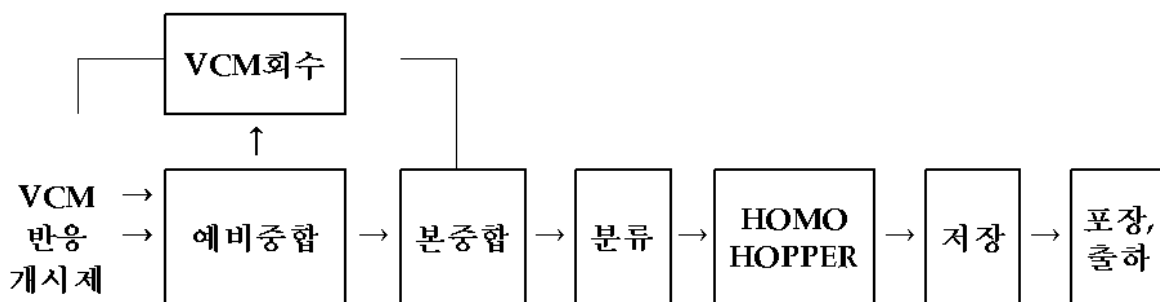 VCM회수
↑
VCM →
반응 →
개시제
예비중합
→
본중합
→
분류
→
HOMO
HOPPER
→
저장
→
포장,
출하